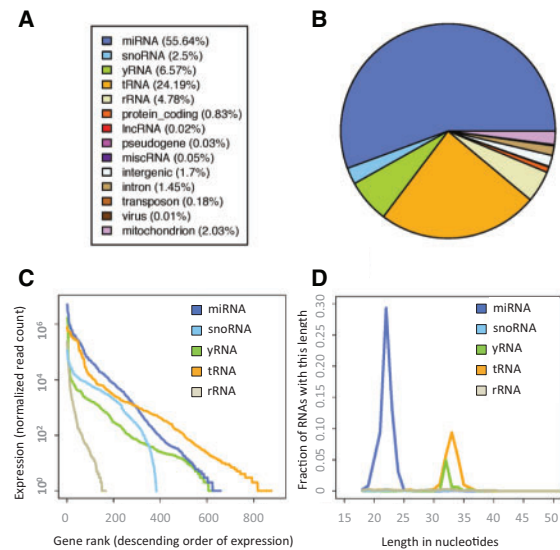 A
miRNA (55.64%)
snoRNA (2.5%)
yRNA (6.57%)
tRNA (24.19%)
rRNA (4.78%)
protein_coding (0.83%)
lncRNA (0.02%)
pseudogene (0.03%)
miscRNA (0.05%)
intergenic (1.7%)
intron (1.45%)
transposon (0.18%)
virus (0.01%)
mitochondrion (2.03%)
B
C
Expression (normalized read count)
10⁶
10⁴
10²
10⁰
miRNA
snoRNA
yRNA
tRNA
rRNA
0 200 400 600 800
Gene rank (descending order of expression)
D
Fraction of RNAs with this length
0.30
0.25
0.20
0.15
0.10
0.05
0
miRNA
snoRNA
yRNA
tRNA
rRNA
15 20 25 30 35 40 45 50
Length in nucleotides